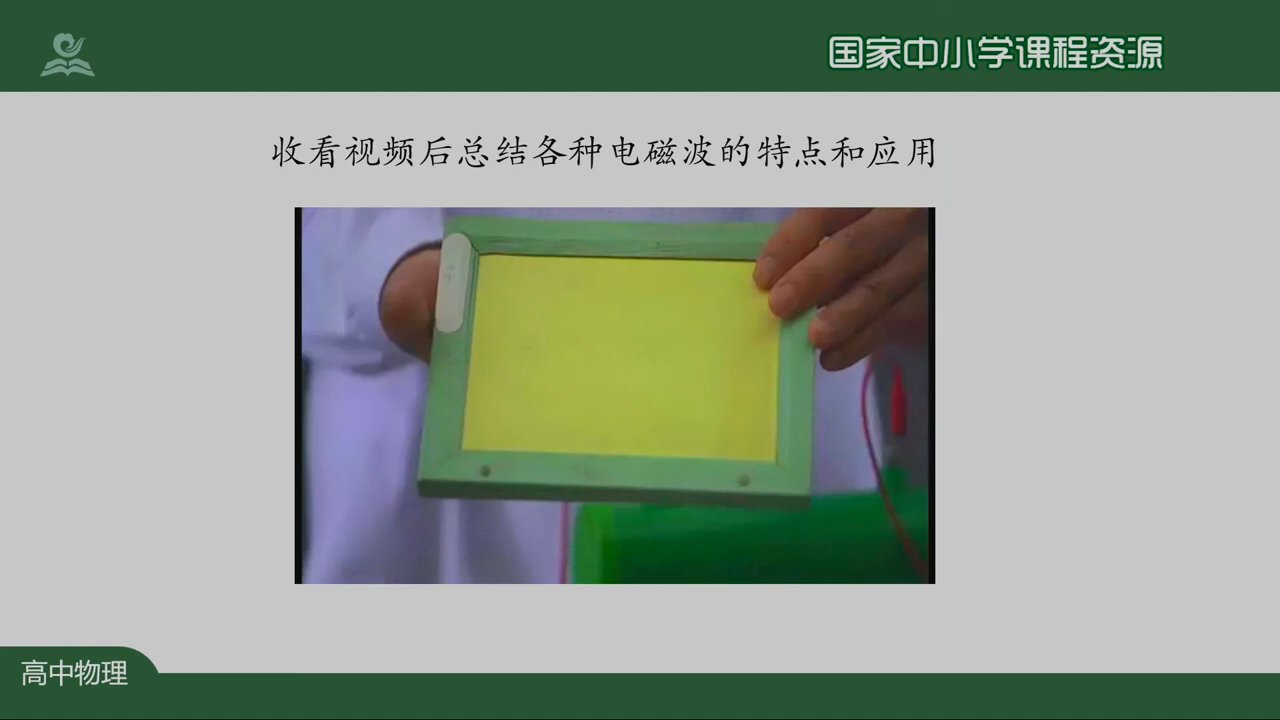 国家中小学课程资源
收看视频后总结各种电磁波的特点和应用
高中物理